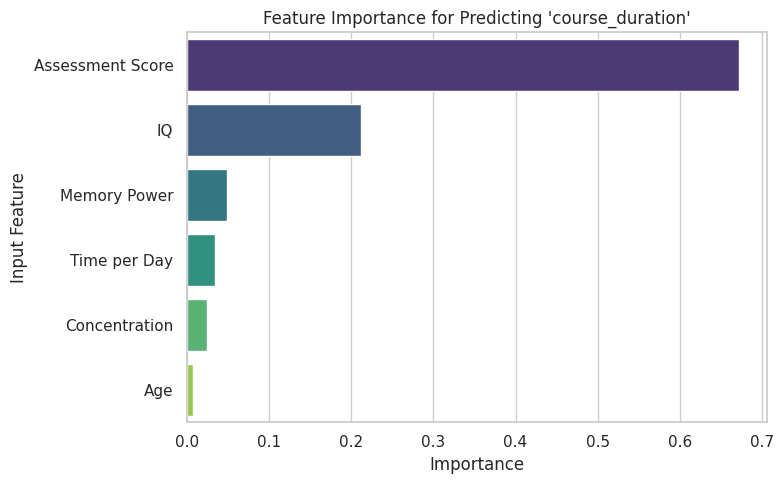 Feature Importance for Predicting 'course_duration'
Assessment Score
IQ
Memory Power
Time per Day
Concentration
Age
Input Feature
0.0 0.1 0.2 0.3 0.4 0.5 0.6 0.7
Importance